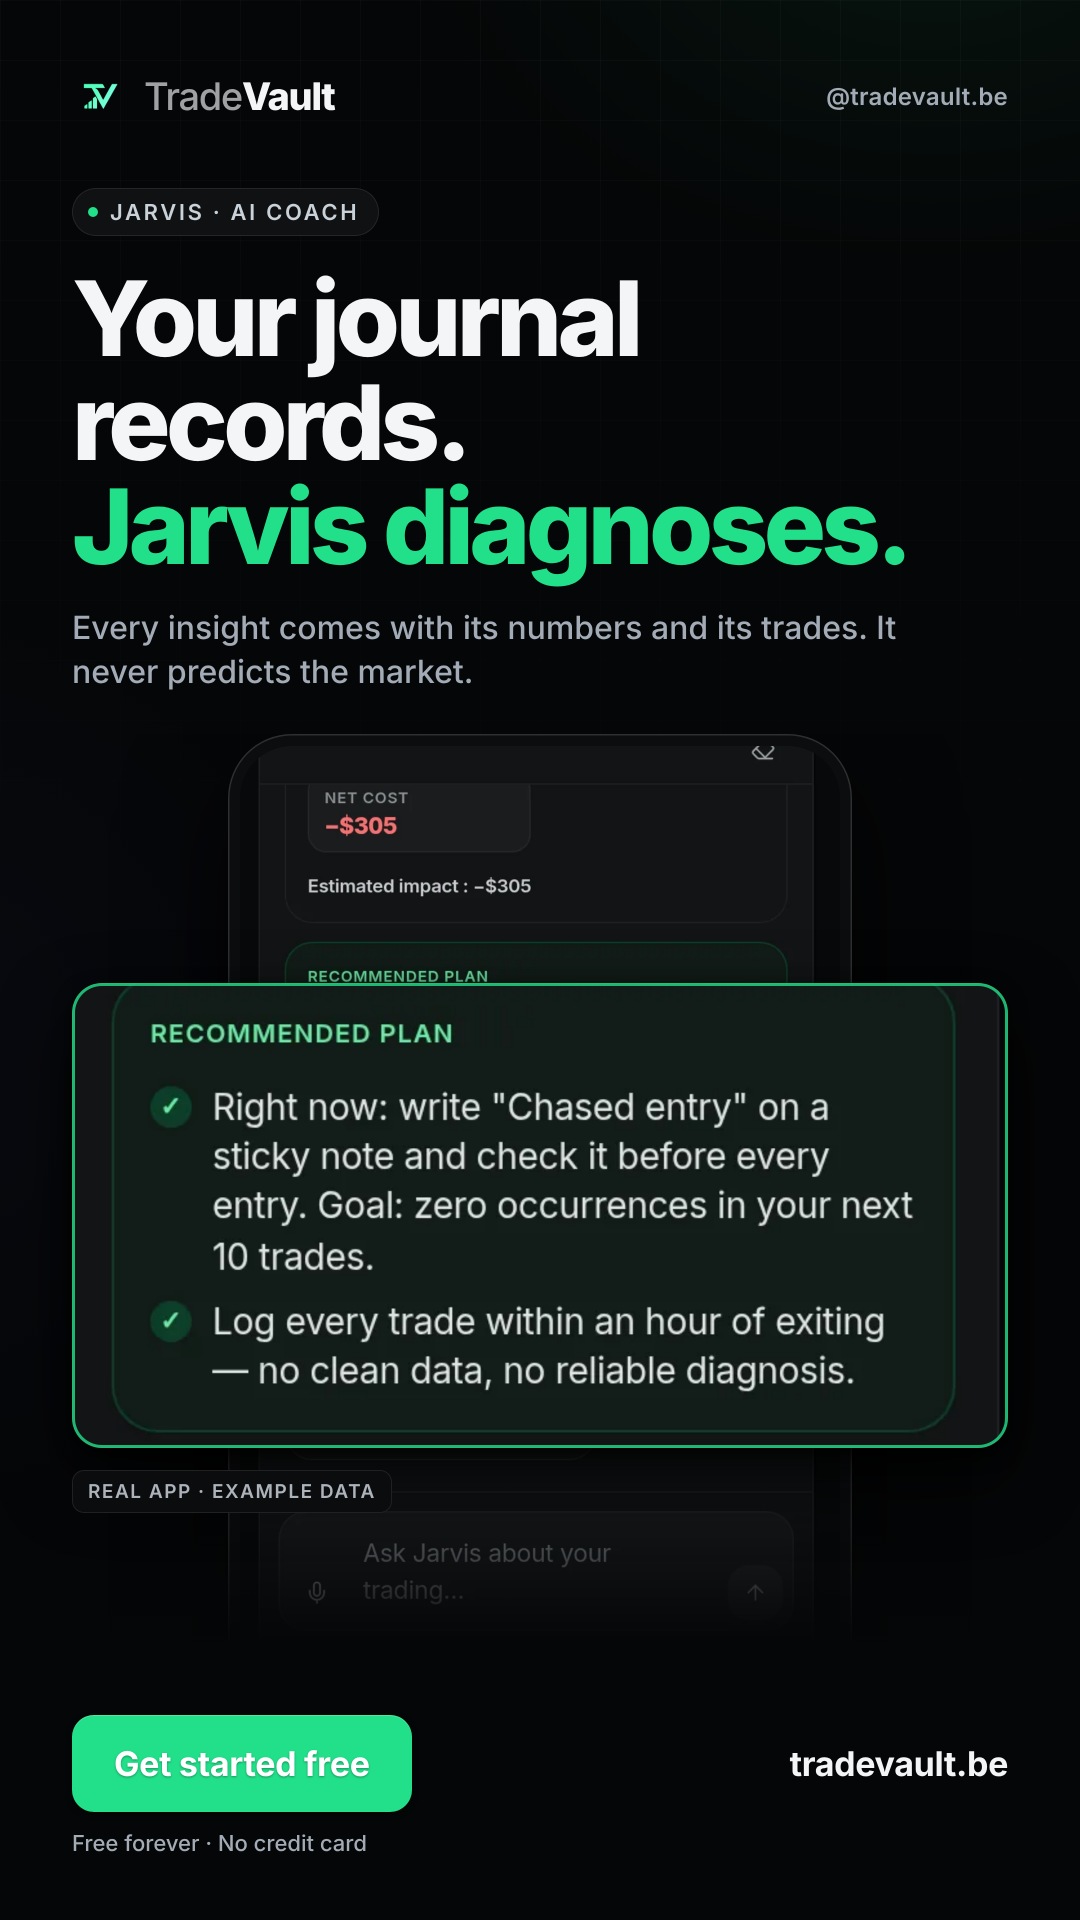 TradeVault
@tradevault.be
JARVIS · AI COACH
Your journal
records.
Jarvis diagnoses.
Every insight comes with its numbers and its trades. It
never predicts the market.
NET COST
−$305
Estimated impact : −$305
RECOMMENDED PLAN
RECOMMENDED PLAN
Right now: write "Chased entry" on a
sticky note and check it before every
entry. Goal: zero occurrences in your next
10 trades.
Log every trade within an hour of exiting
— no clean data, no reliable diagnosis.
REAL APP · EXAMPLE DATA
Ask Jarvis about your
trading...
Get started free
tradevault.be
Free forever · No credit card